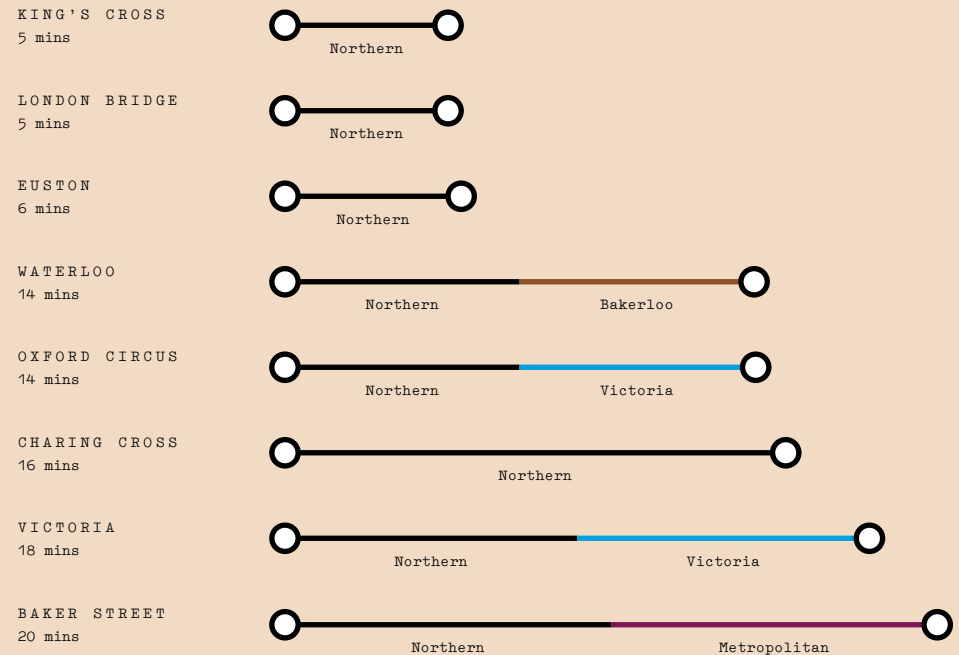 KING'S CROSS
5 mins
Northern
LONDON BRIDGE
5 mins
Northern
EUSTON
6 mins
Northern
WATERLOO
14 mins
Northern Bakerloo
OXFORD CIRCUS
14 mins
Northern Victoria
CHARING CROSS
16 mins
Northern
VICTORIA
18 mins
Northern Victoria
BAKER STREET
20 mins
Northern Metropolitan